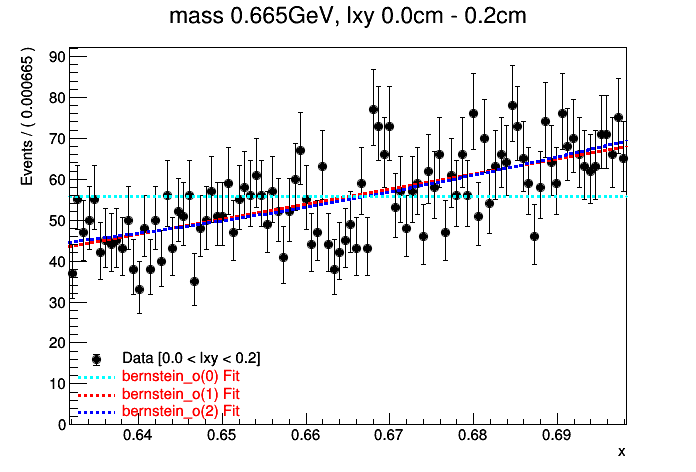 mass 0.665GeV, lxy 0.0cm - 0.2cm
Events / ( 0.000665 )
90
80
70
60
50
40
30
20
10
0
Data [0.0 < lxy < 0.2]
bernstein_o(0) Fit
bernstein_o(1) Fit
bernstein_o(2) Fit
0.64 0.65 0.66 0.67 0.68 0.69
x